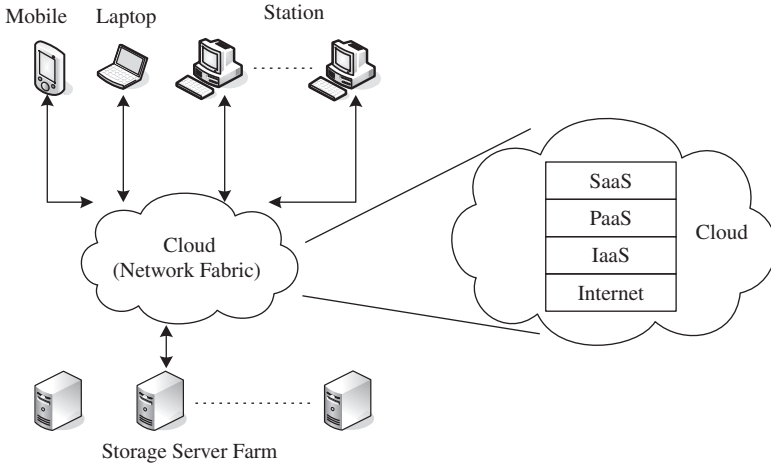 Mobile
Laptop
Station
Cloud
(Network Fabric)
SaaS
PaaS
IaaS
Internet
Cloud
Storage Server Farm